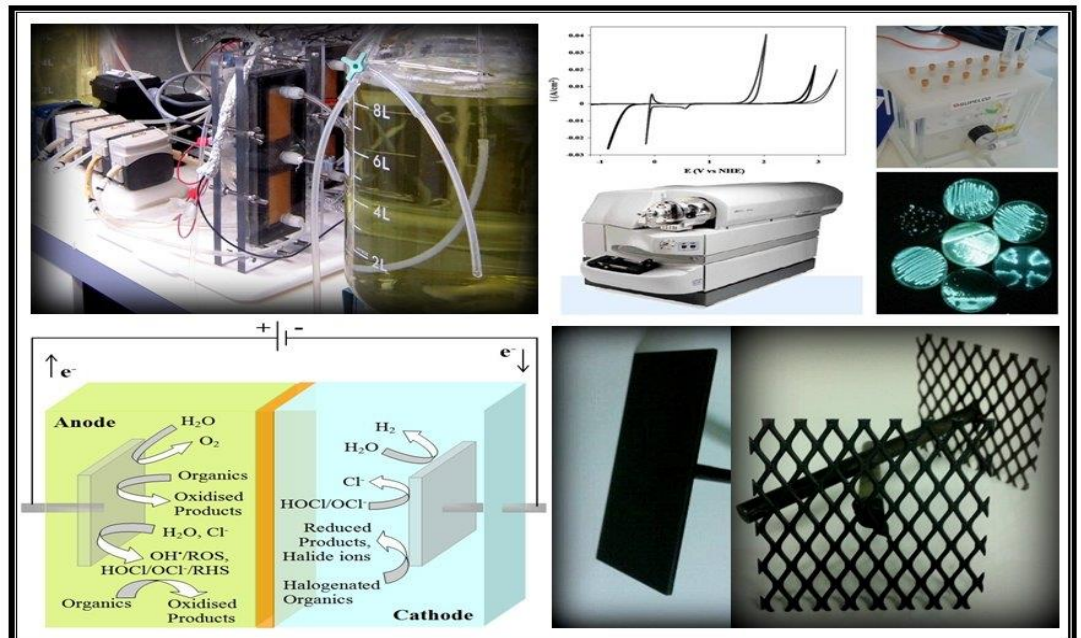 8L
6L
4L
2L
0.04
0.03
0.02
0.01
0
-0.01
-0.02
-0.03
I (A/cm²)
-1 0 1 2 3
E (V vs NHE)
SUPELCO
+ -
e⁻
e⁻
Anode
H₂O
O₂
Organics
Oxidised
Products
H₂O, Cl⁻
OH•/ROS,
HOCl/OCl⁻/RHS
Organics
Oxidised
Products
H₂
H₂O
Cl⁻
HOCl/OCl⁻
Reduced
Products,
Halide ions
Halogenated
Organics
Cathode